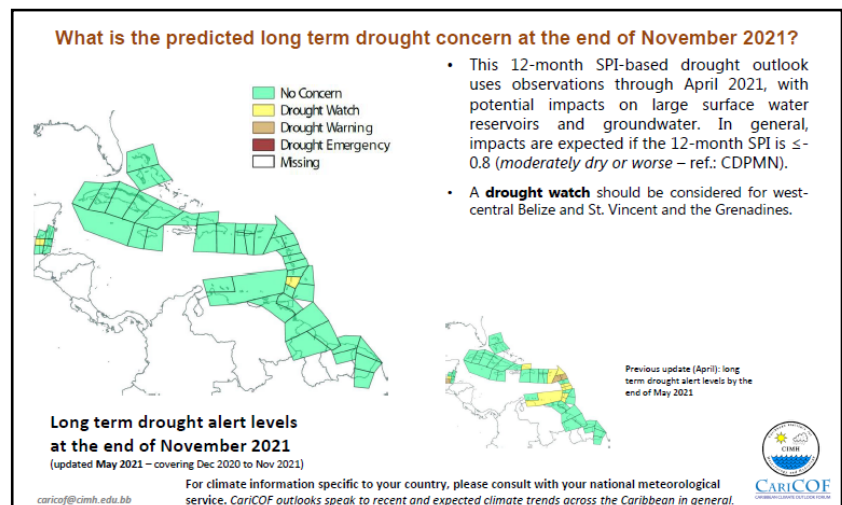 What is the predicted long term drought concern at the end of November 2021?
No Concern
Drought Watch
Drought Warning
Drought Emergency
Missing
• This 12-month SPI-based drought outlook
uses observations through April 2021, with
potential impacts on large surface water
reservoirs and groundwater. In general,
impacts are expected if the 12-month SPI is ≤-
0.8 (moderately dry or worse – ref.: CDPMN).
• A drought watch should be considered for west-
central Belize and St. Vincent and the Grenadines.
Previous update (April): long
term drought alert levels by the
end of May 2021
Long term drought alert levels
at the end of November 2021
(updated May 2021 – covering Dec 2020 to Nov 2021)
CIMH
CARICOF
CARIBBEAN CLIMATE OUTLOOK FORUM
For climate information specific to your country, please consult with your national meteorological
service. CariCOF outlooks speak to recent and expected climate trends across the Caribbean in general.
caricof@cimh.edu.bb